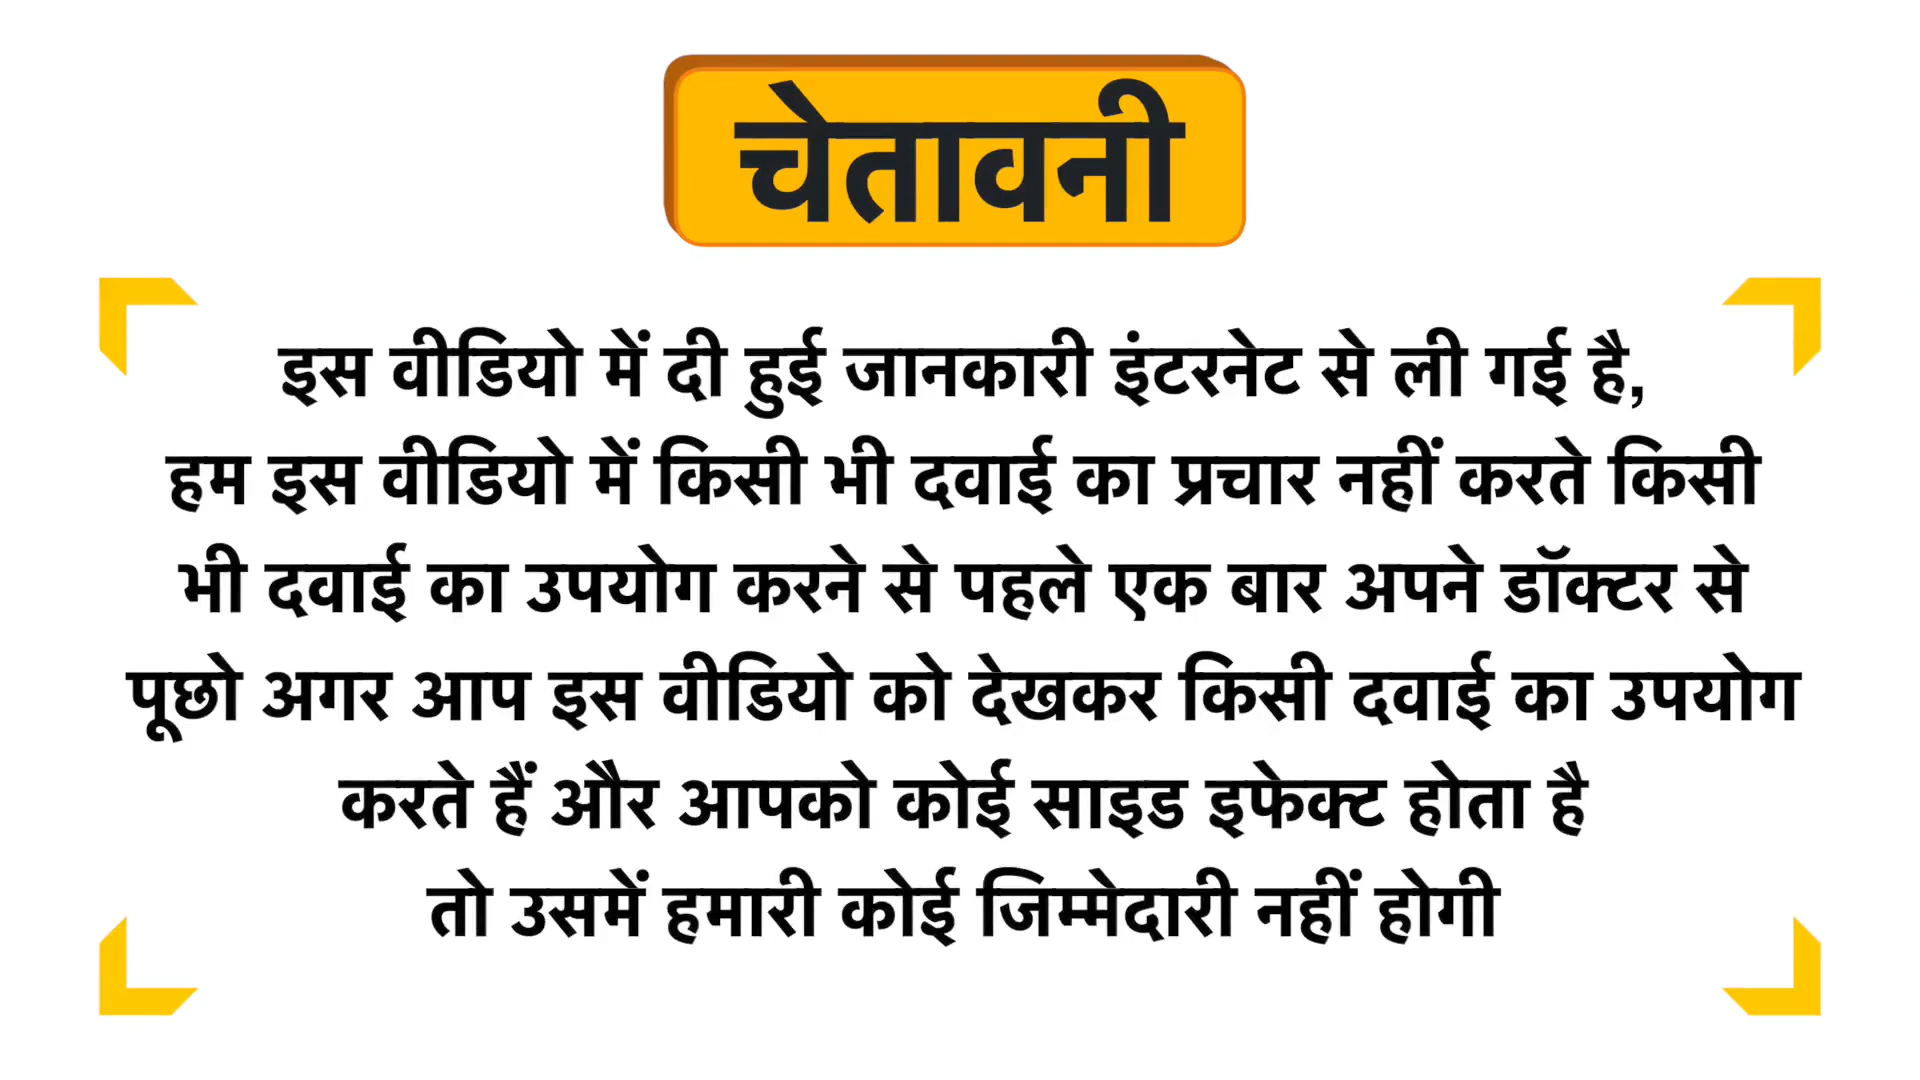 चेतावनी
इस वीडियो में दी हुई जानकारी इंटरनेट से ली गई है,
हम इस वीडियो में किसी भी दवाई का प्रचार नहीं करते किसी
भी दवाई का उपयोग करने से पहले एक बार अपने डॉक्टर से
पूछो अगर आप इस वीडियो को देखकर किसी दवाई का उपयोग
करते हैं और आपको कोई साइड इफेक्ट होता है
तो उसमें हमारी कोई जिम्मेदारी नहीं होगी